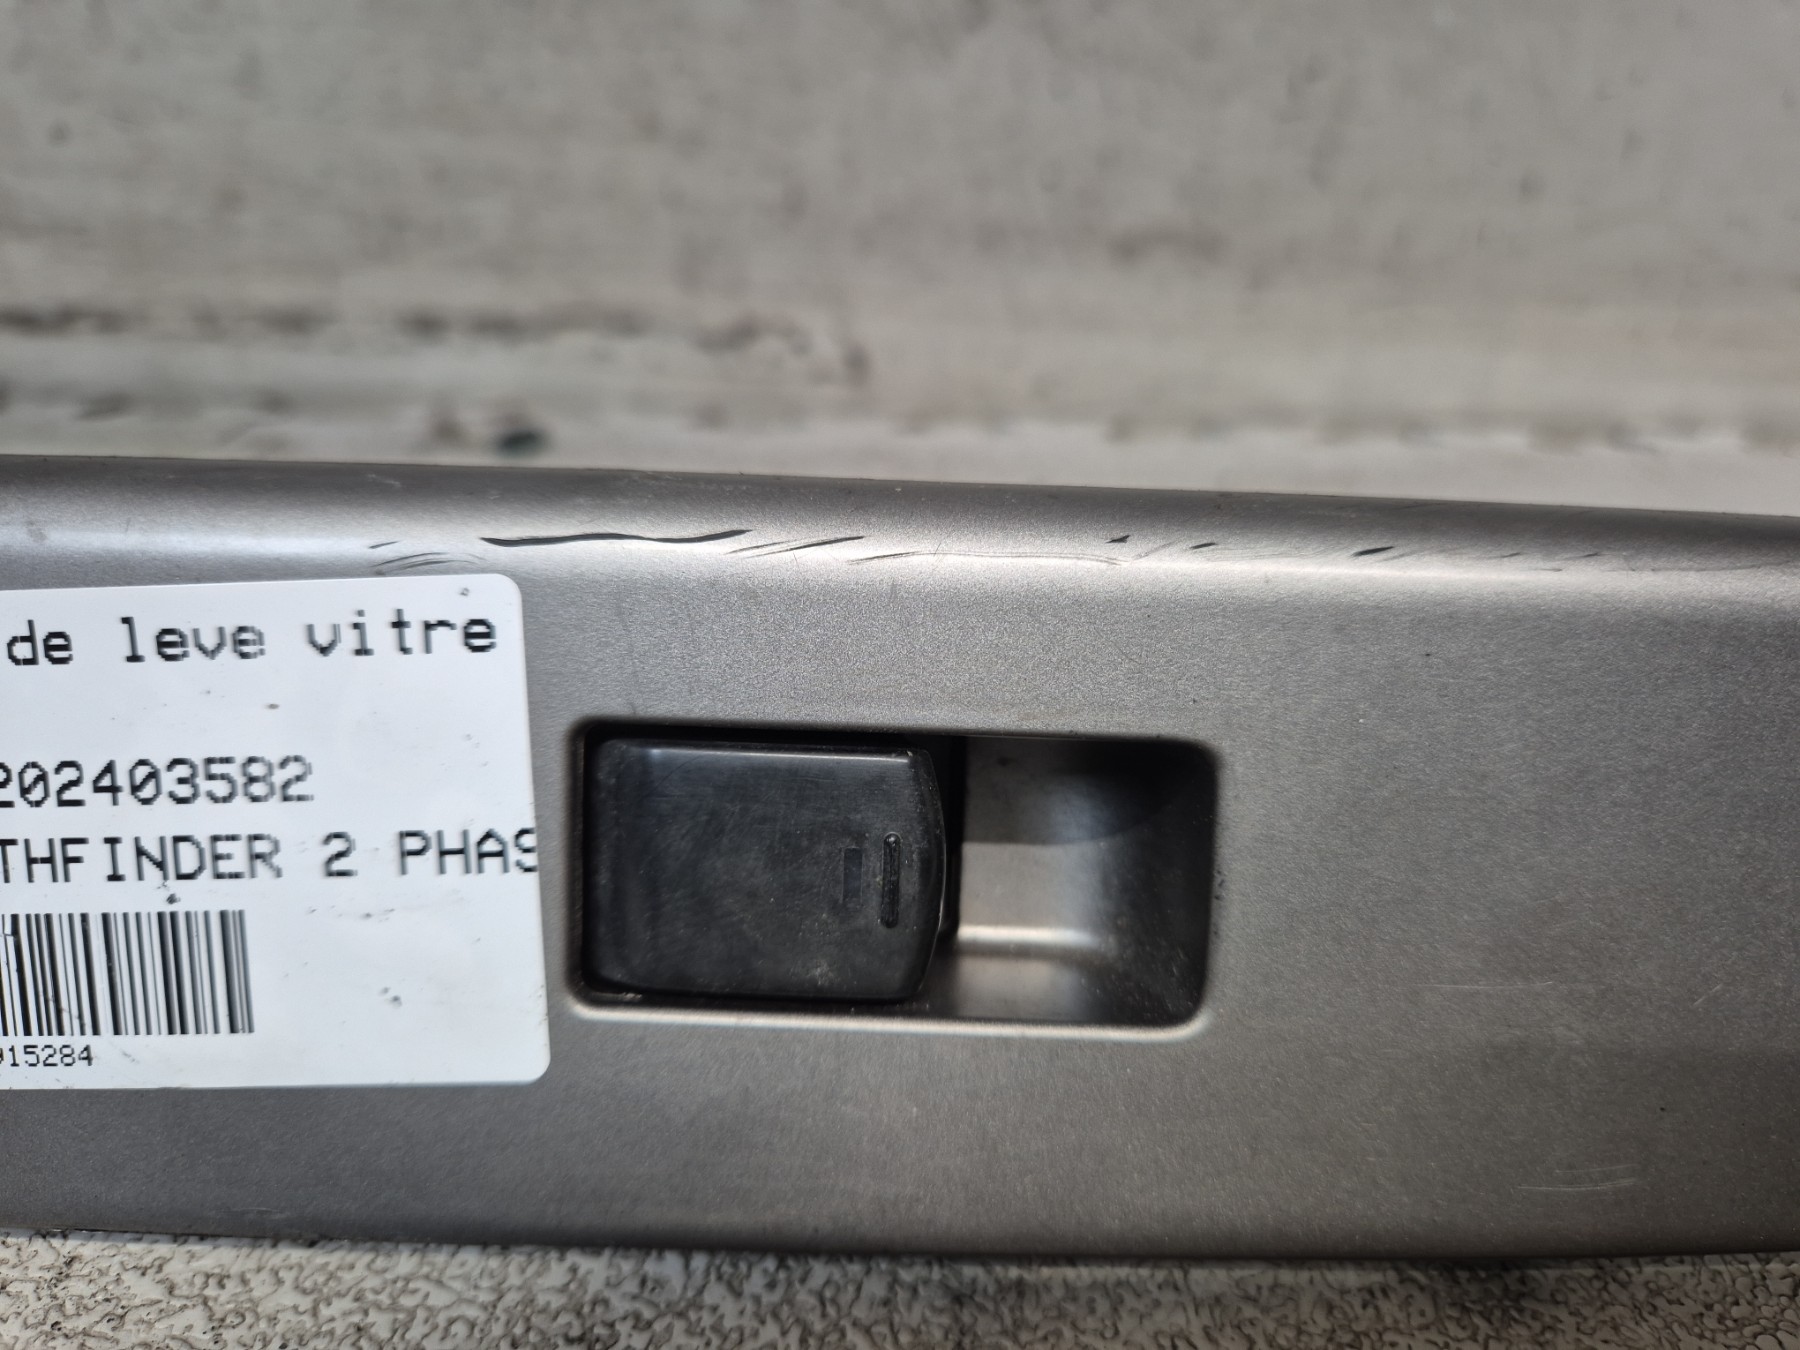 de leve vitre
202403582
THFINDER 2 PHAS
015284